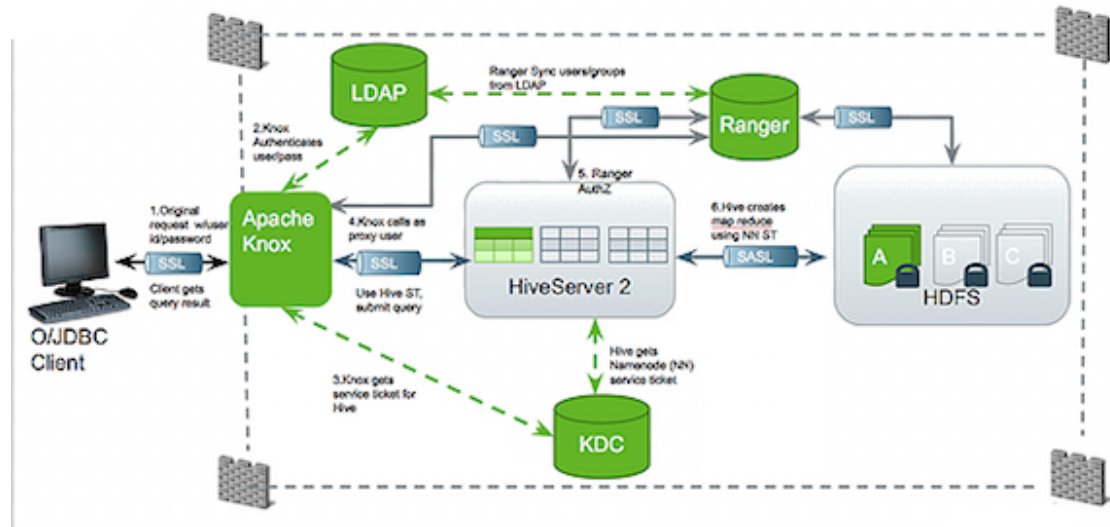 LDAP
Ranger Sync users/groups
from LDAP
Ranger
SSL
SSL
SSL
2.Knox
Authenticates
user/pass
5. Ranger
AuthZ
1.Original
request w/user
id/password
SSL
Client gets
query result
O/JDBC
Client
Apache
Knox
4.Knox calls as
proxy user
SSL
Use Hive ST,
submit query
HiveServer 2
6.Hive creates
map reduce
using NN ST
SASL
A
B
C
HDFS
3.Knox gets
service ticket for
Hive
Hive gets
Namenode (NN)
service ticket
KDC